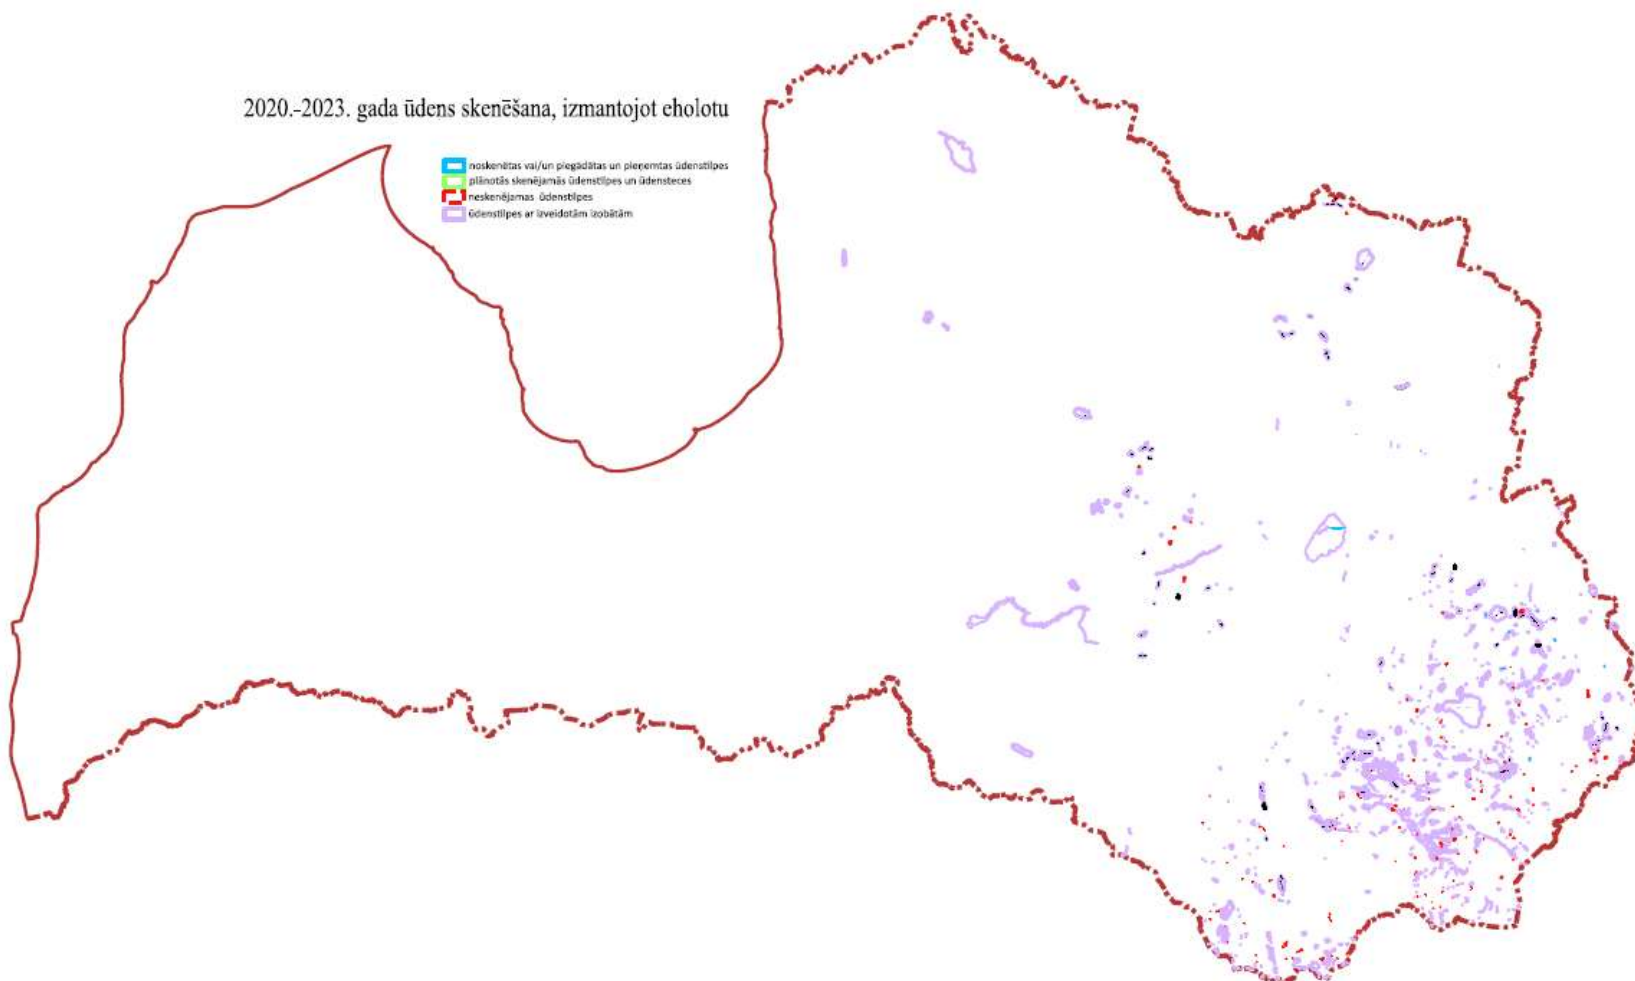 2020.-2023. gada ūdens skenēšana, izmantojot eholotu
noskenētas vai/un piegādātas un pieņemtas ūdenstilpes
plānotās skenējamās ūdenstilpes un ūdensteces
neskenējamas ūdenstilpes
ūdenstilpes ar izveidotām izobātām